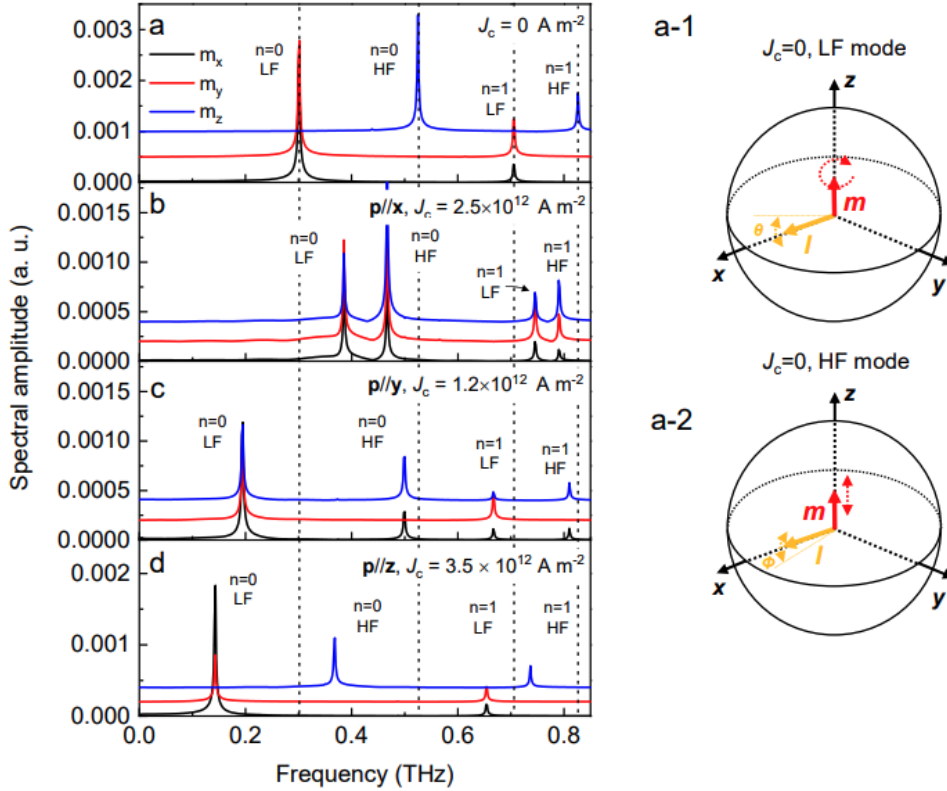 a
J_c = 0 A m-2
m_x
m_y
m_z
n=0
LF
n=0
HF
n=1
LF
n=1
HF
0.003
0.002
0.001
0.000
b
p//x, J_c = 2.5×10^12 A m-2
n=0
LF
n=0
HF
n=1
LF
n=1
HF
0.0015
0.0010
0.0005
0.0000
c
p//y, J_c = 1.2×10^12 A m-2
n=0
LF
n=0
HF
n=1
LF
n=1
HF
0.0015
0.0010
0.0005
0.0000
d
p//z, J_c = 3.5 × 10^12 A m-2
n=0
LF
n=0
HF
n=1
LF
n=1
HF
0.002
0.001
0.000
0.0 0.2 0.4 0.6 0.8
Frequency (THz)
Spectral amplitude (a. u.)
a-1
J_c=0, LF mode
z
m
θ
l
x
y
J_c=0, HF mode
a-2
z
m
φ
l
x
y